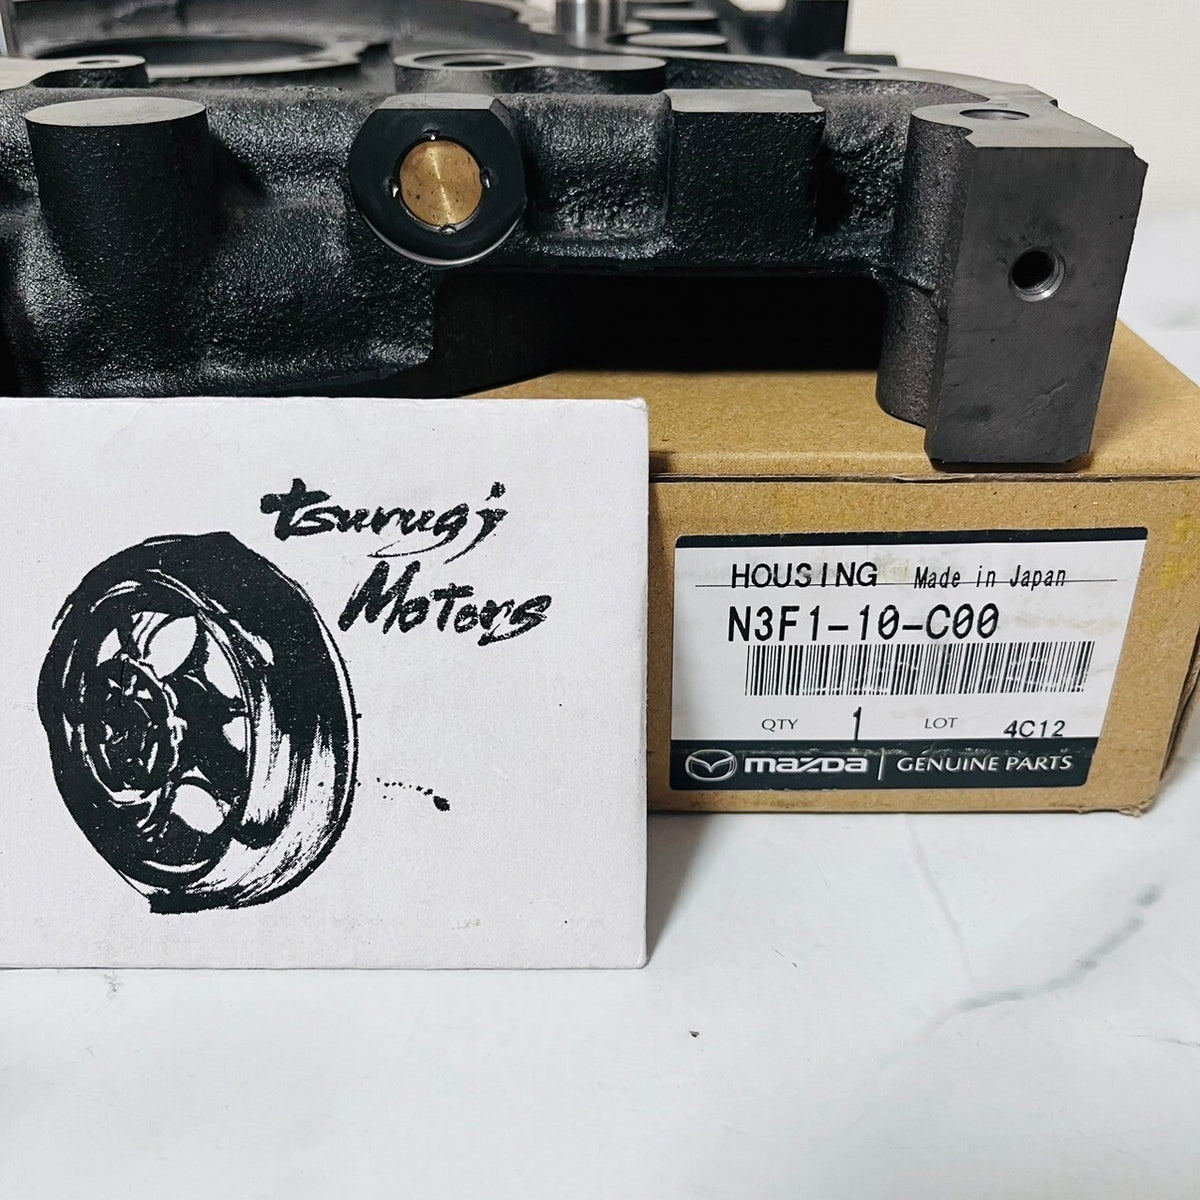 tsurugi
Motors
HOUSING Made in Japan
N3F1-10-C00
QTY 1 LOT 4C12
mazda | GENUINE PARTS